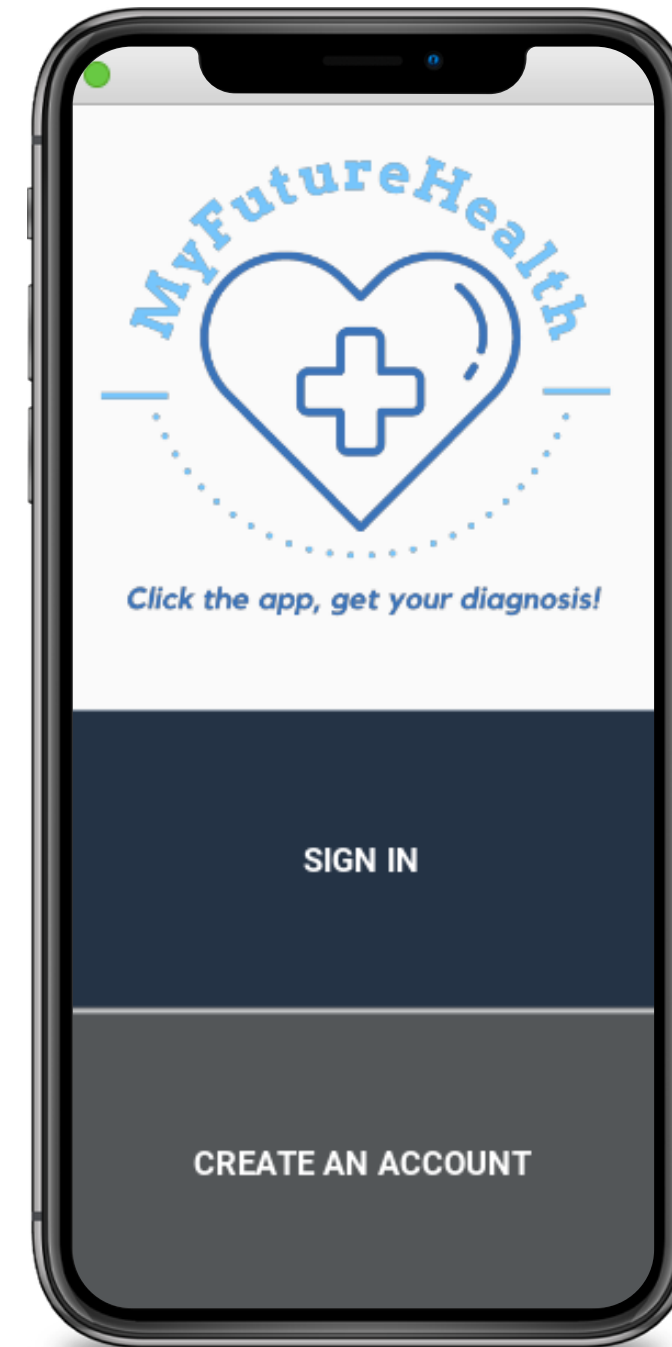 MyFutureHealth
Click the app, get your diagnosis!
SIGN IN
CREATE AN ACCOUNT